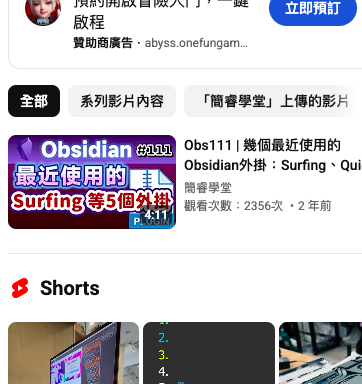 預約開啟冒險入門，一鍵
啟程
立即預訂
贊助商廣告・abyss.onefungam...
全部
系列影片內容
「簡睿學堂」上傳的影片
Obsidian #111
最近使用的
Surfing 等5個外掛
PLUGIN
4:11
Obs111 | 幾個最近使用的
Obsidian外掛：Surfing、Qui
簡睿學堂
觀看次數：2356次 ・2 年前
Shorts
2.
3.
4.